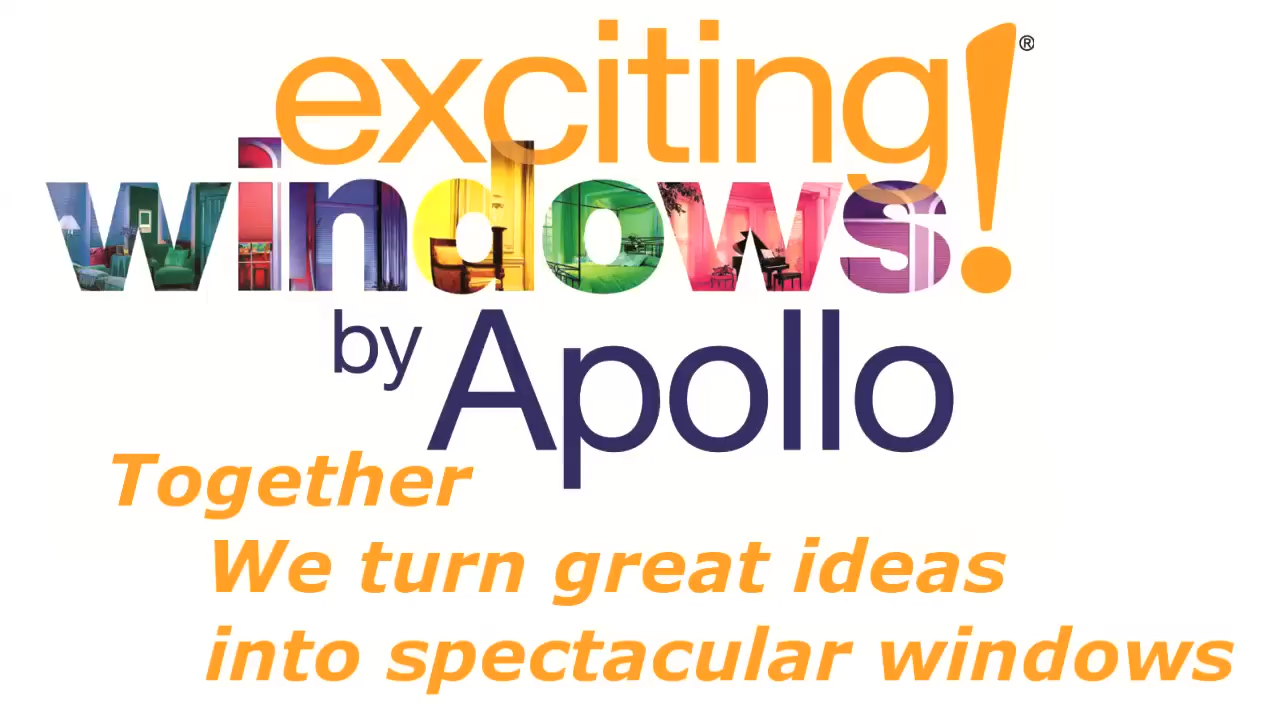 exciting
windows!®
by Apollo
Together
We turn great ideas
into spectacular windows